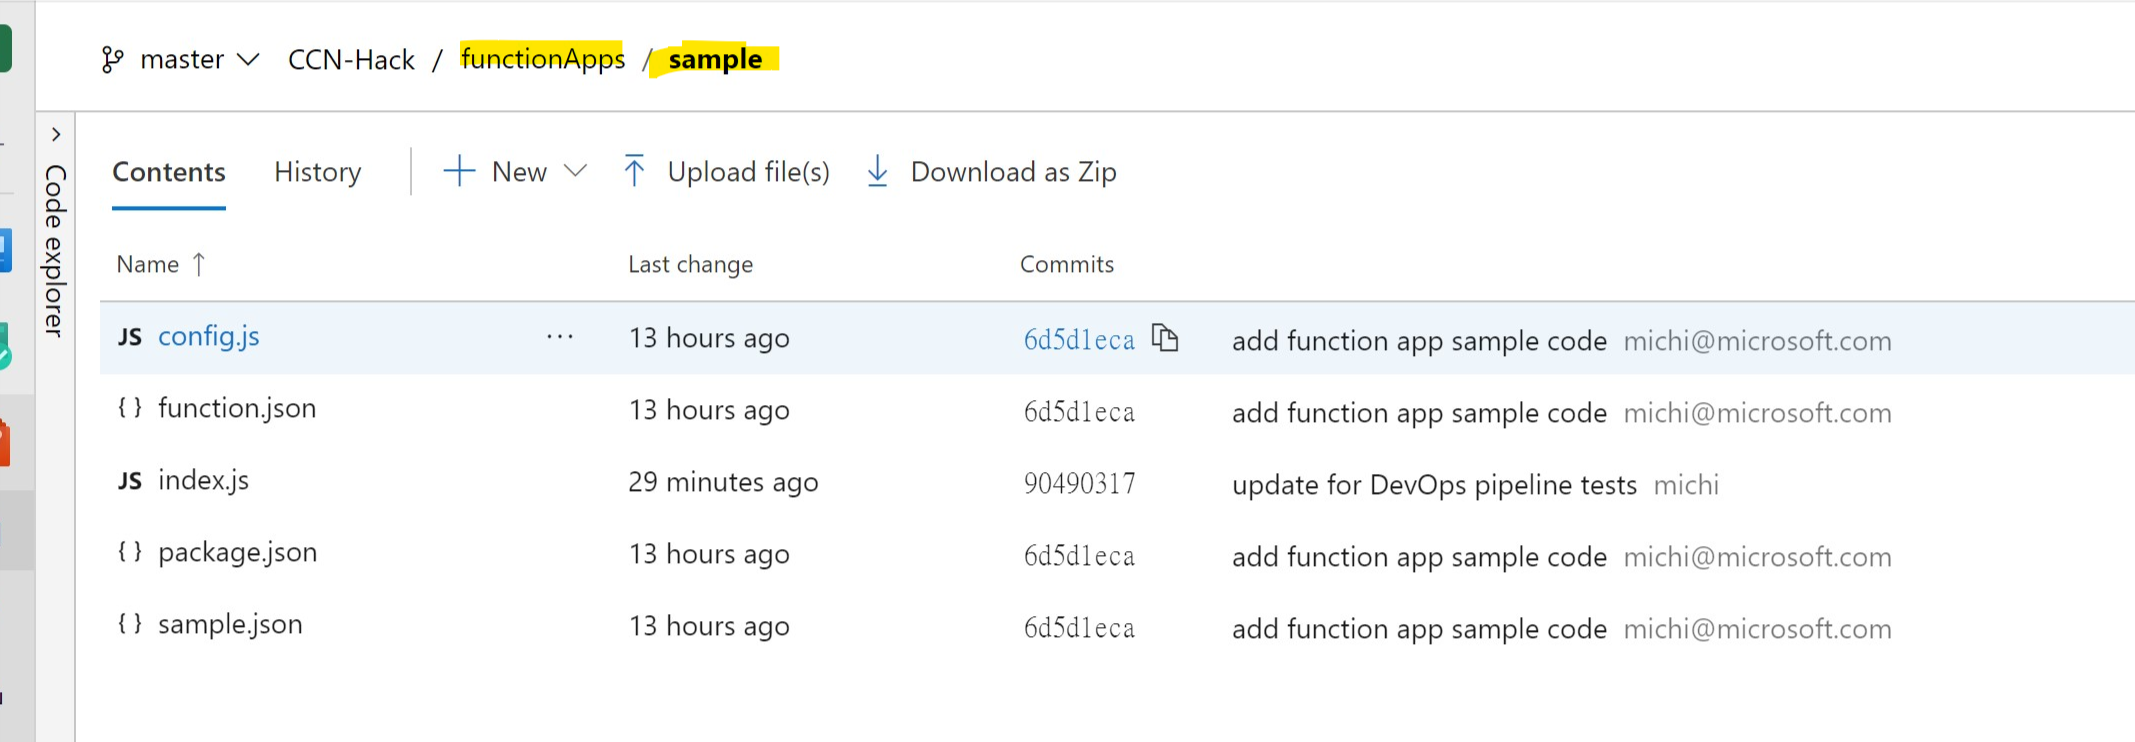 master CCN-Hack / functionApps / sample
Code explorer
Contents History New Upload file(s) Download as Zip
Name ↑ Last change Commits
JS config.js ... 13 hours ago 6d5d1eca add function app sample code michi@microsoft.com
{ } function.json 13 hours ago 6d5d1eca add function app sample code michi@microsoft.com
JS index.js 29 minutes ago 90490317 update for DevOps pipeline tests michi
{ } package.json 13 hours ago 6d5d1eca add function app sample code michi@microsoft.com
{ } sample.json 13 hours ago 6d5d1eca add function app sample code michi@microsoft.com